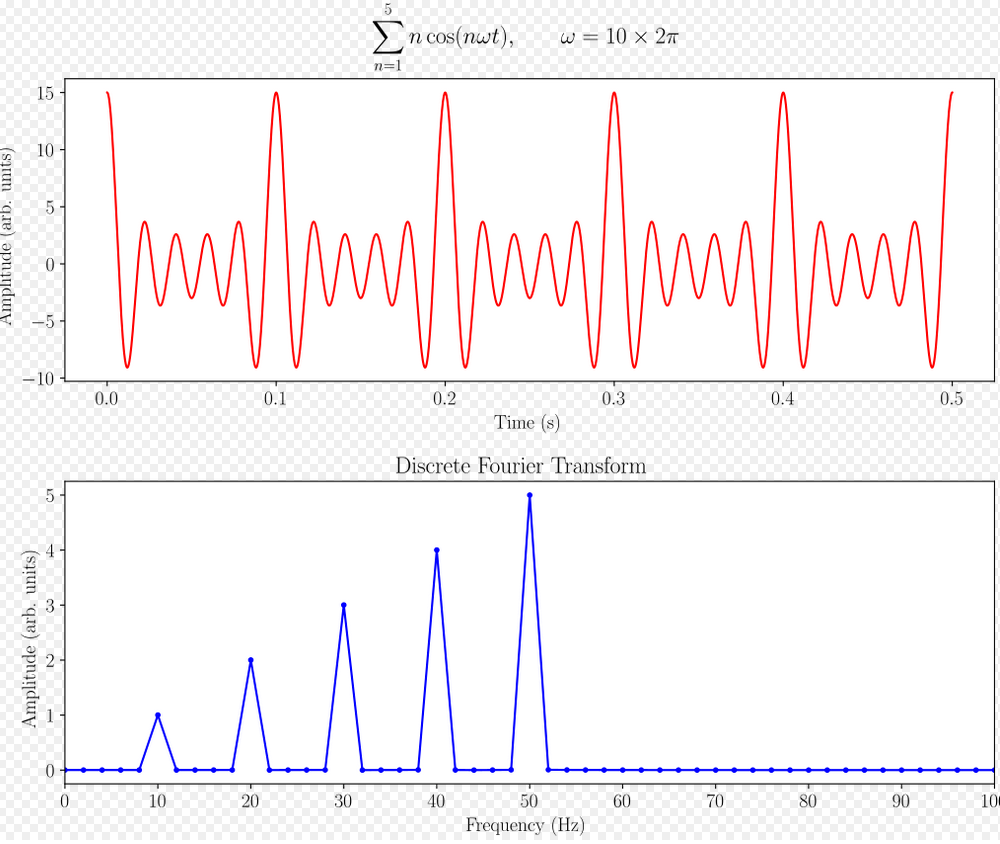 5
∑ n cos(nωt),   ω = 10 × 2π
n=1
15
10
5
0
−5
−10
Amplitude (arb. units)
0.0 0.1 0.2 0.3 0.4 0.5
Time (s)
Discrete Fourier Transform
5
4
3
2
1
0
Amplitude (arb. units)
0 10 20 30 40 50 60 70 80 90 100
Frequency (Hz)